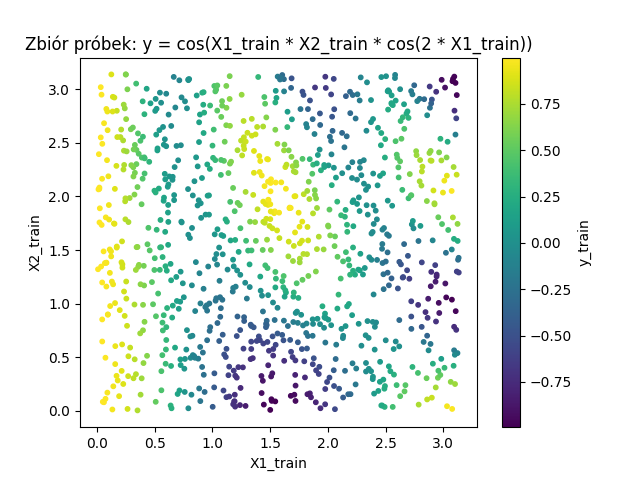 Zbiór próbek: y = cos(X1_train * X2_train * cos(2 * X1_train))
3.0
2.5
2.0
1.5
1.0
0.5
0.0
X2_train
0.0 0.5 1.0 1.5 2.0 2.5 3.0
X1_train
0.75
0.50
0.25
0.00
−0.25
−0.50
−0.75
y_train